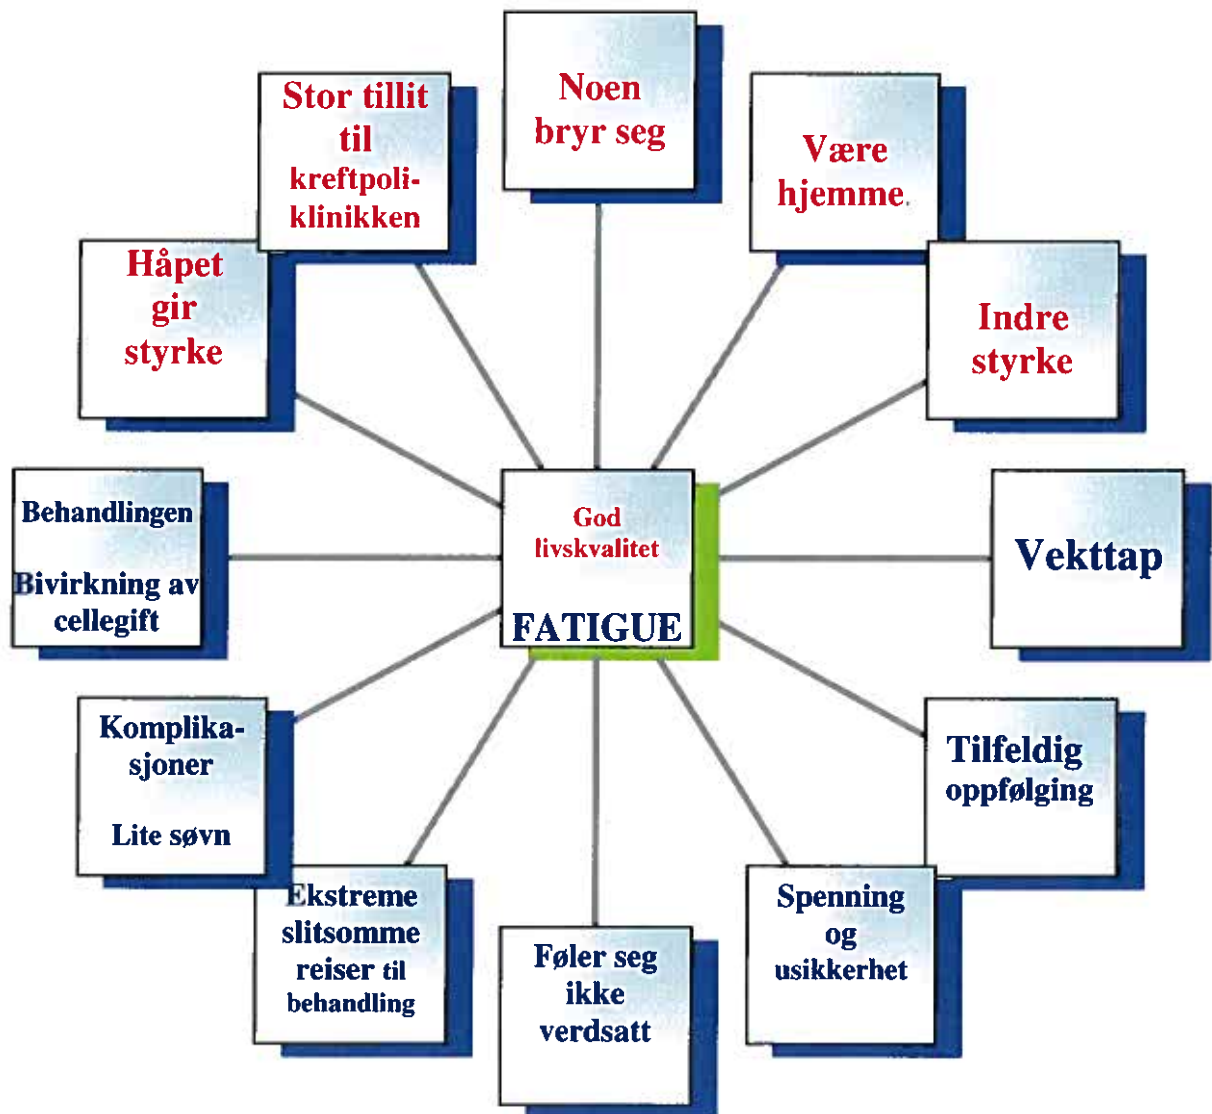 Noen
bryr seg
Stor tillit
til
kreftpoli-
klinikken
Være
hjemme.
Håpet
gir
styrke
Indre
styrke
Behandlingen
Bivirkning av
cellegift
God
livskvalitet
FATIGUE
Vekttap
Komplika-
sjoner
Lite søvn
Tilfeldig
oppfølging
Ekstreme
slitsomme
reiser til
behandling
Spenning
og
usikkerhet
Føler seg
ikke
verdsatt